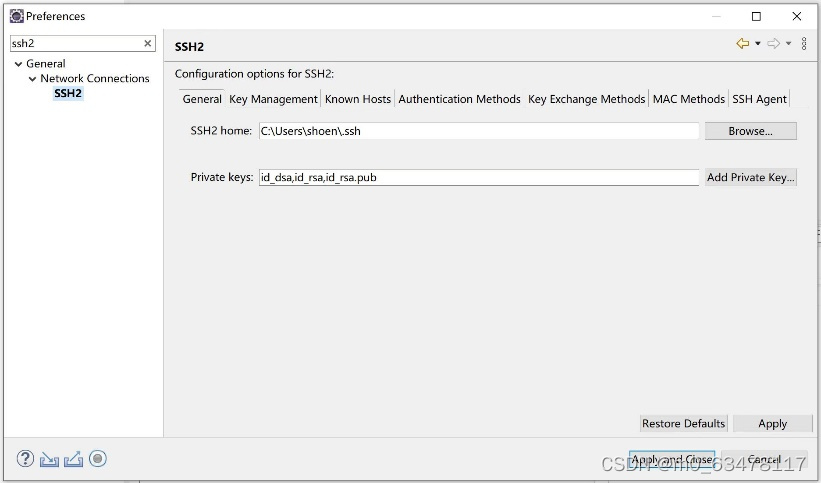 Preferences
ssh2
SSH2
General
Network Connections
SSH2
Configuration options for SSH2:
General Key Management Known Hosts Authentication Methods Key Exchange Methods MAC Methods SSH Agent
SSH2 home: C:\Users\shoen\.ssh Browse...
Private keys: id_dsa,id_rsa,id_rsa.pub Add Private Key...
Restore Defaults Apply
Apply and Close Cancel
CSDN @m0_63478117